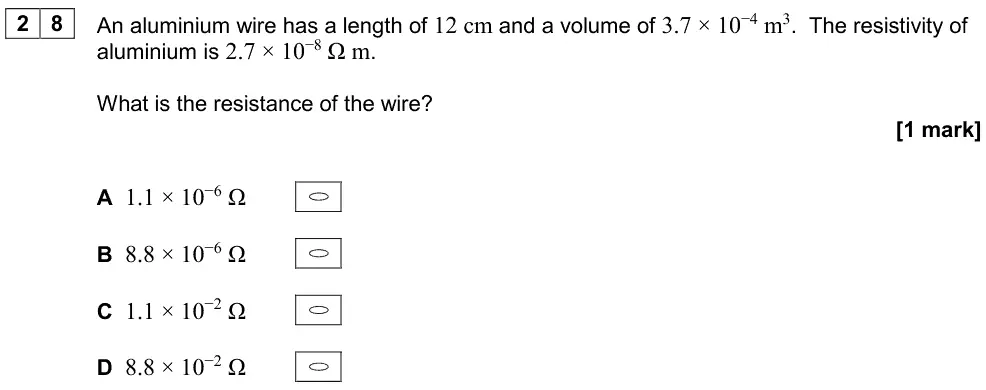 2 8 An aluminium wire has a length of 12 cm and a volume of 3.7 × 10⁻⁴ m³. The resistivity of
aluminium is 2.7 × 10⁻⁸ Ω m.
What is the resistance of the wire?
[1 mark]
A 1.1 × 10⁻⁶ Ω
B 8.8 × 10⁻⁶ Ω
C 1.1 × 10⁻² Ω
D 8.8 × 10⁻² Ω